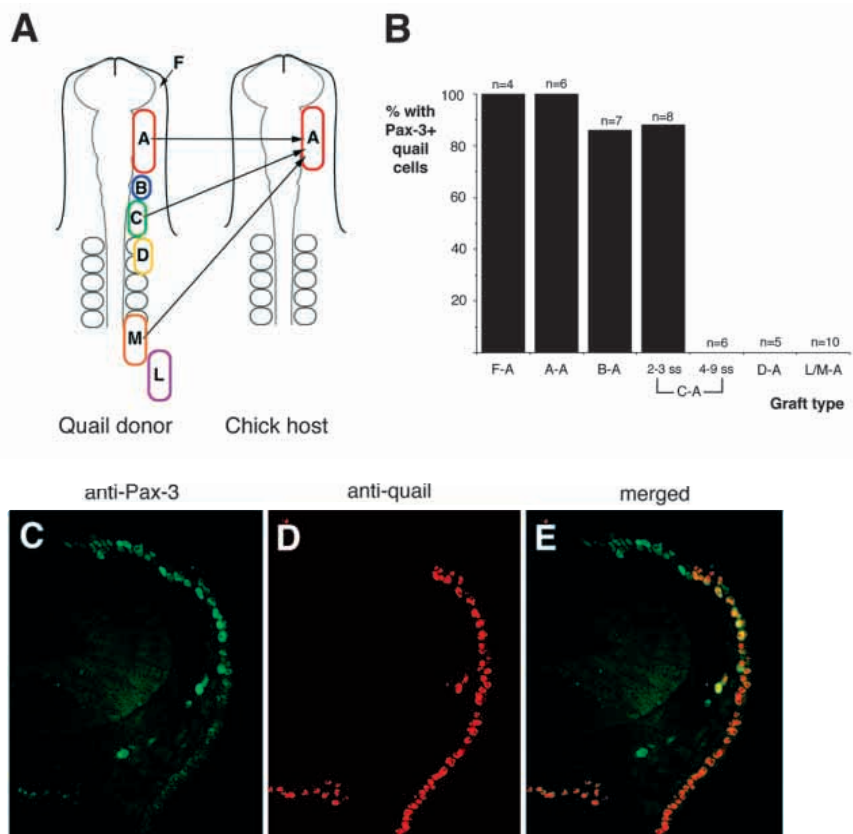 A
F
A
A
B
C
D
M
L
Quail donor
Chick host
B
% with
Pax-3+
quail
cells
100
80
60
40
20
n=4
n=6
n=7
n=8
n=6
n=5
n=10
F-A
A-A
B-A
2-3 ss
4-9 ss
D-A
L/M-A
C-A
Graft type
anti-Pax-3
anti-quail
merged
C
D
E